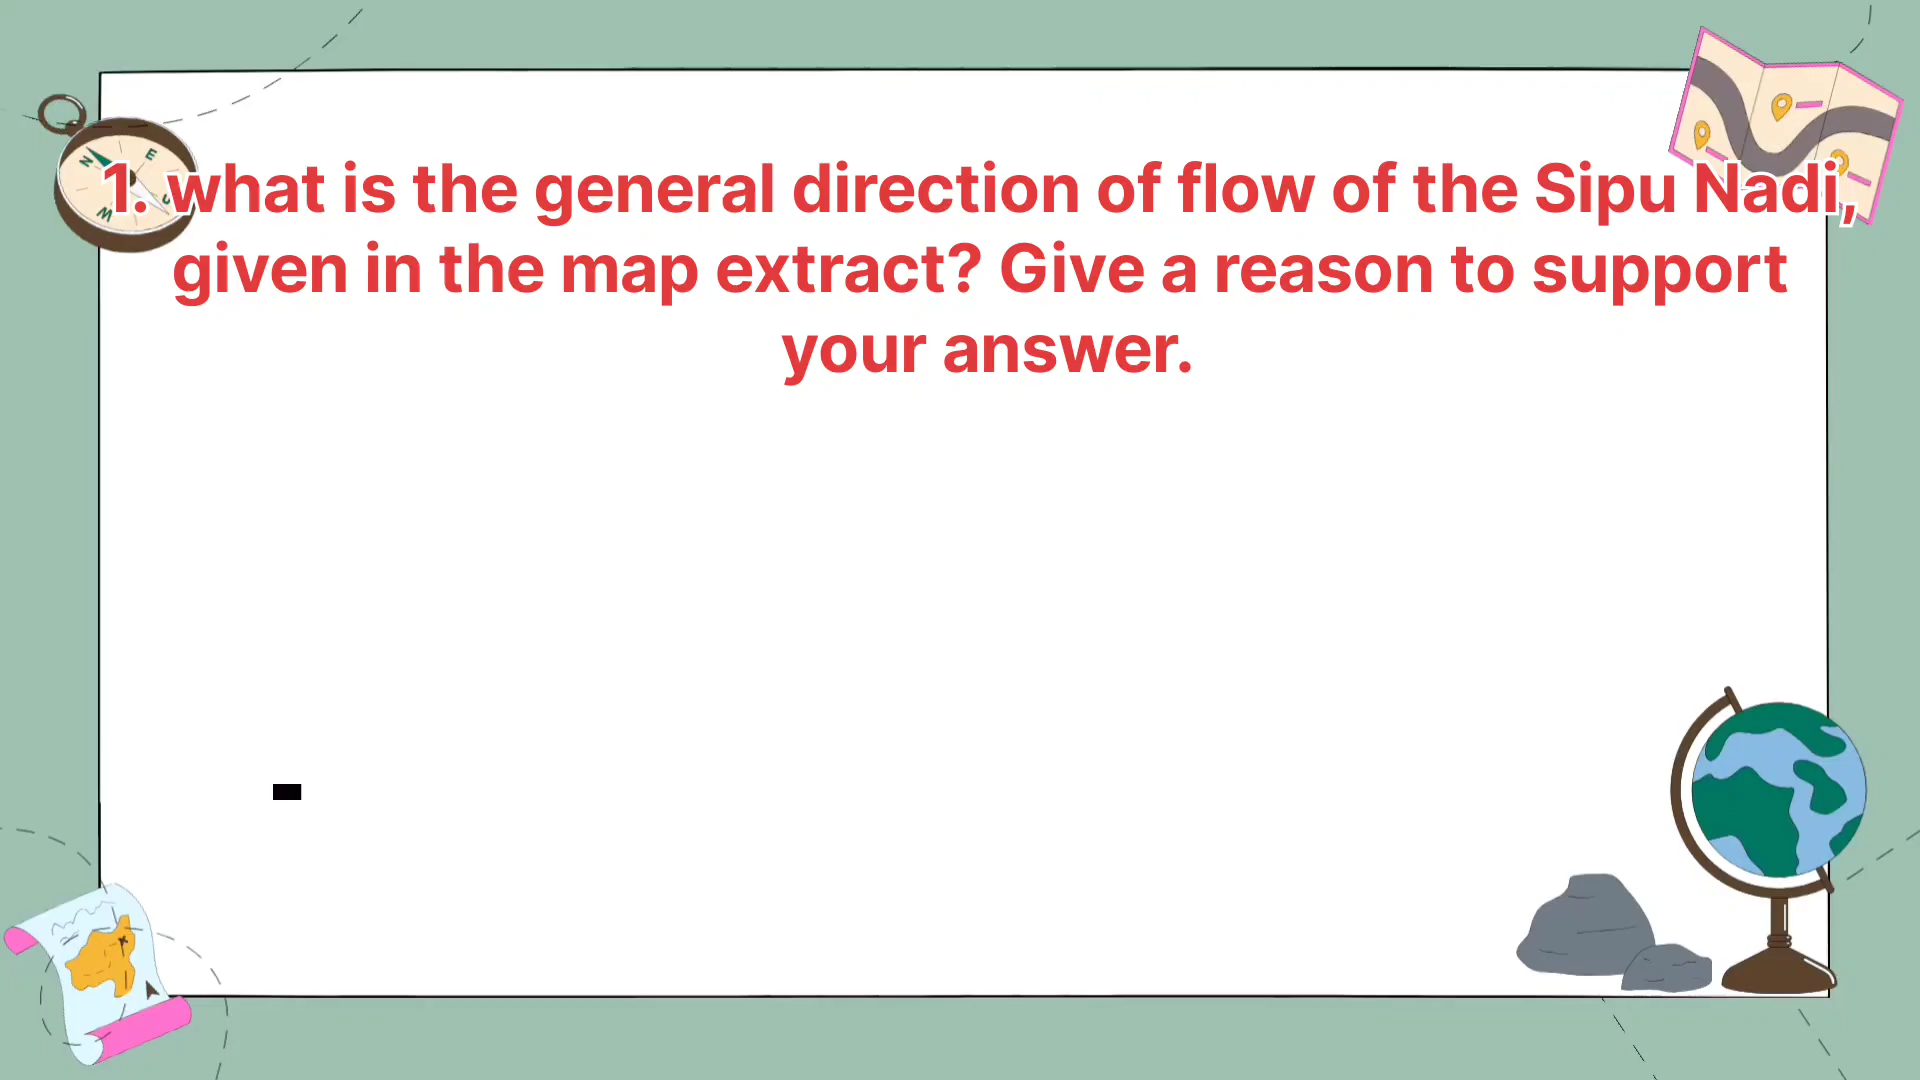 1. what is the general direction of flow of the Sipu Nadi,
given in the map extract? Give a reason to support
your answer.
N
E
W